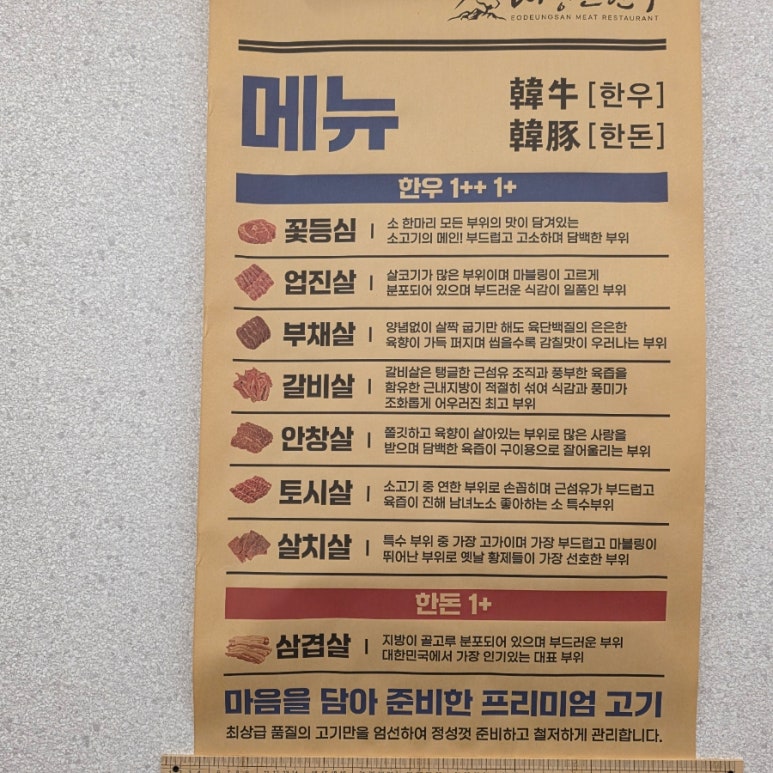 EODEUNGSAN MEAT RESTAURANT
메뉴
韓牛 [한우]
韓豚 [한돈]
한우 1++ 1+
꽃등심 | 소 한마리 모든 부위의 맛이 담겨있는
소고기의 메인!! 부드럽고 고소하며 담백한 부위
업진살 | 살코기가 많은 부위이며 마블링이 고르게
분포되어 있으며 부드러운 식감이 일품인 부위
부채살 | 양념없이 살짝 굽기만 해도 육단백질의 은은한
육향이 가득 퍼지며 씹을수록 감칠맛이 우러나는 부위
갈비살 | 갈비살은 탱글한 근섬유 조직과 풍부한 육즙을
함유한 근내지방이 적절히 섞여 식감과 풍미가
조화롭게 어우러진 최고 부위
안창살 | 쫄깃하고 육향이 살아있는 부위로 많은 사랑을
받으며 담백한 육즙이 구이용으로 잘어울리는 부위
토시살 | 소고기 중 연한 부위로 손꼽히며 근섬유가 부드럽고
육즙이 진해 남녀노소 좋아하는 소 특수부위
살치살 | 특수 부위 중 가장 고가이며 가장 부드럽고 마블링이
뛰어난 부위로 옛날 황제들이 가장 선호한 부위
한돈 1+
삼겹살 | 지방이 골고루 분포되어 있으며 부드러운 부위
대한민국에서 가장 인기있는 대표 부위
마음을 담아 준비한 프리미엄 고기
최상급 품질의 고기만을 엄선하여 정성껏 준비하고 철저하게 관리합니다.